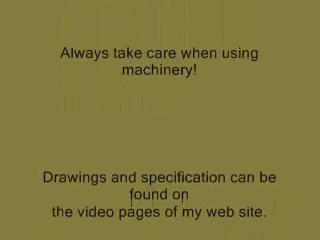 Always take care when using
machinery!
Drawings and specification can be
found on
the video pages of my web site.